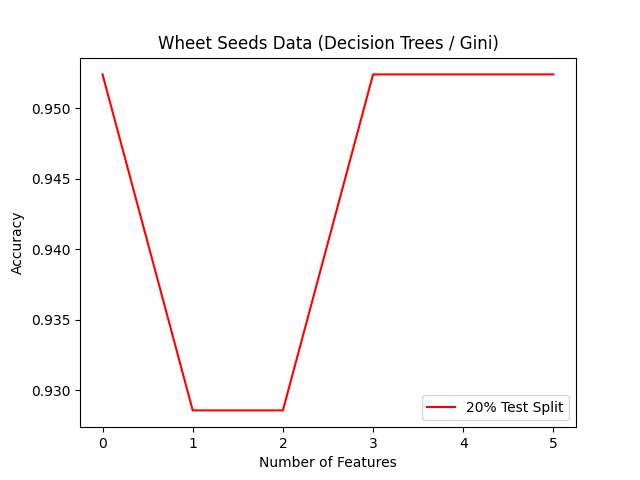 Wheet Seeds Data (Decision Trees / Gini)
0.950
0.945
0.940
0.935
0.930
Accuracy
20% Test Split
0 1 2 3 4 5
Number of Features